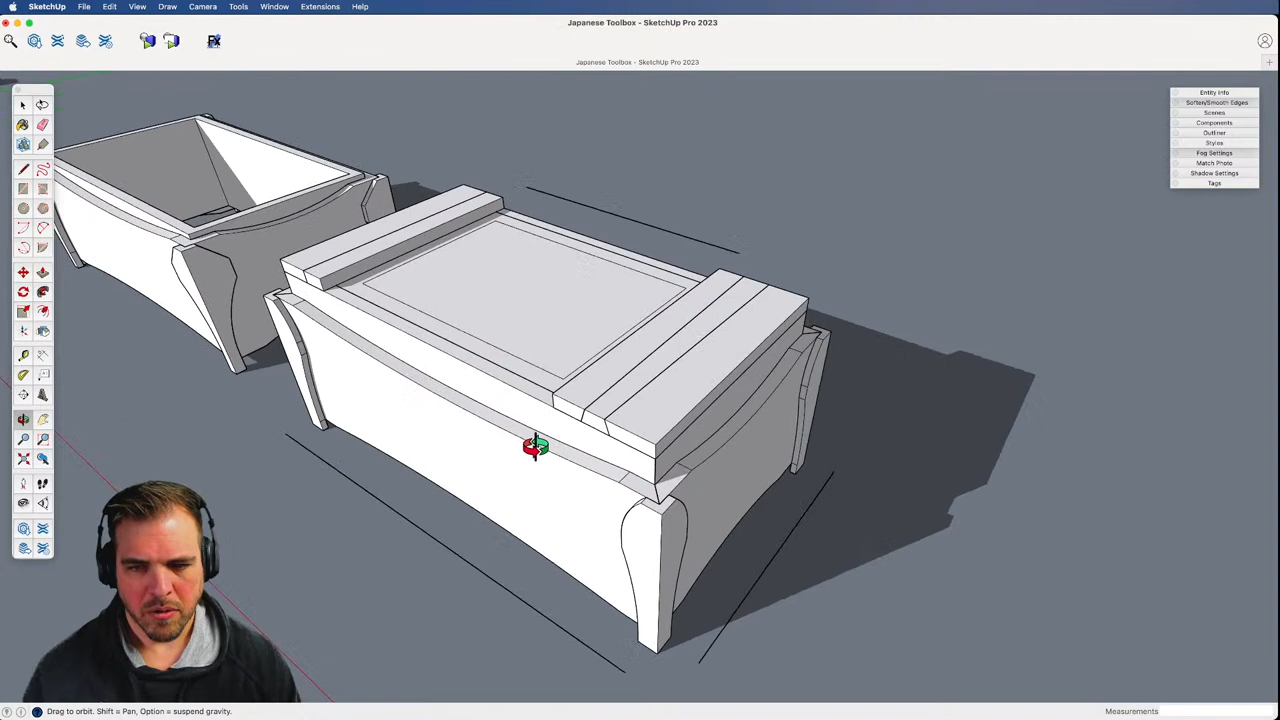 SketchUp File Edit View Draw Camera Tools Window Extensions Help
Japanese Toolbox - SketchUp Pro 2023
Japanese Toolbox - SketchUp Pro 2023
Entity Info
Soften/Smooth Edges
Scenes
Components
Outliner
Styles
Fog Settings
Match Photo
Shadow Settings
Tags
Drag to orbit. Shift = Pan, Option = suspend gravity.
Measurements